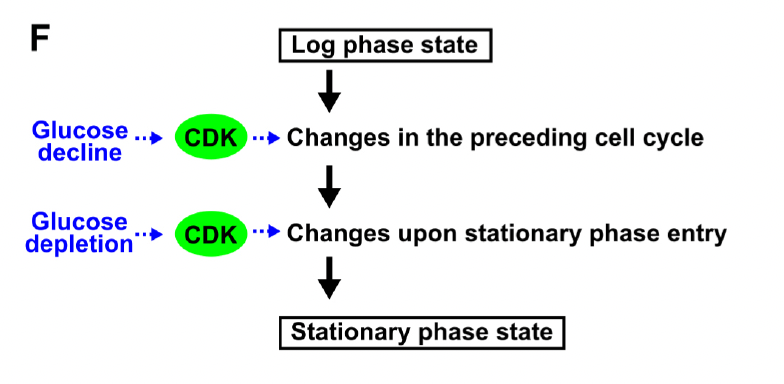 F
Log phase state
Glucose
decline
CDK
Changes in the preceding cell cycle
Glucose
depletion
CDK
Changes upon stationary phase entry
Stationary phase state